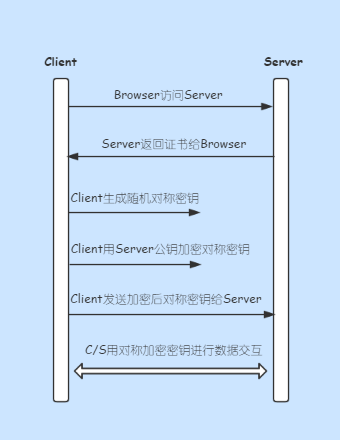 Client
Server
Browser访问Server
Server返回证书给Browser
Client生成随机对称密钥
Client用Server公钥加密对称密钥
Client发送加密后对称密钥给Server
C/S用对称加密密钥进行数据交互